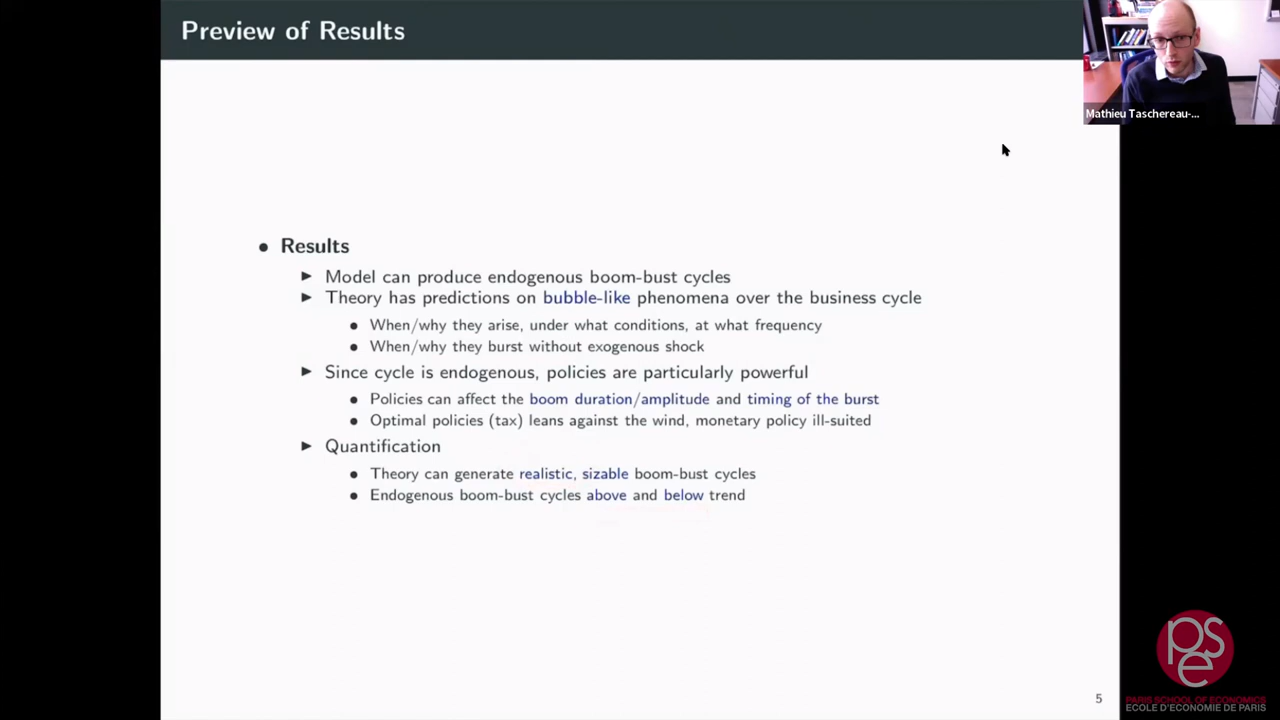 Preview of Results
Mathieu Taschereau-...
• Results
▶ Model can produce endogenous boom-bust cycles
▶ Theory has predictions on bubble-like phenomena over the business cycle
• When/why they arise, under what conditions, at what frequency
• When/why they burst without exogenous shock
▶ Since cycle is endogenous, policies are particularly powerful
• Policies can affect the boom duration/amplitude and timing of the burst
• Optimal policies (tax) leans against the wind, monetary policy ill-suited
▶ Quantification
• Theory can generate realistic, sizable boom-bust cycles
• Endogenous boom-bust cycles above and below trend
5
pse
PARIS SCHOOL OF ECONOMICS
ECOLE D'ECONOMIE DE PARIS